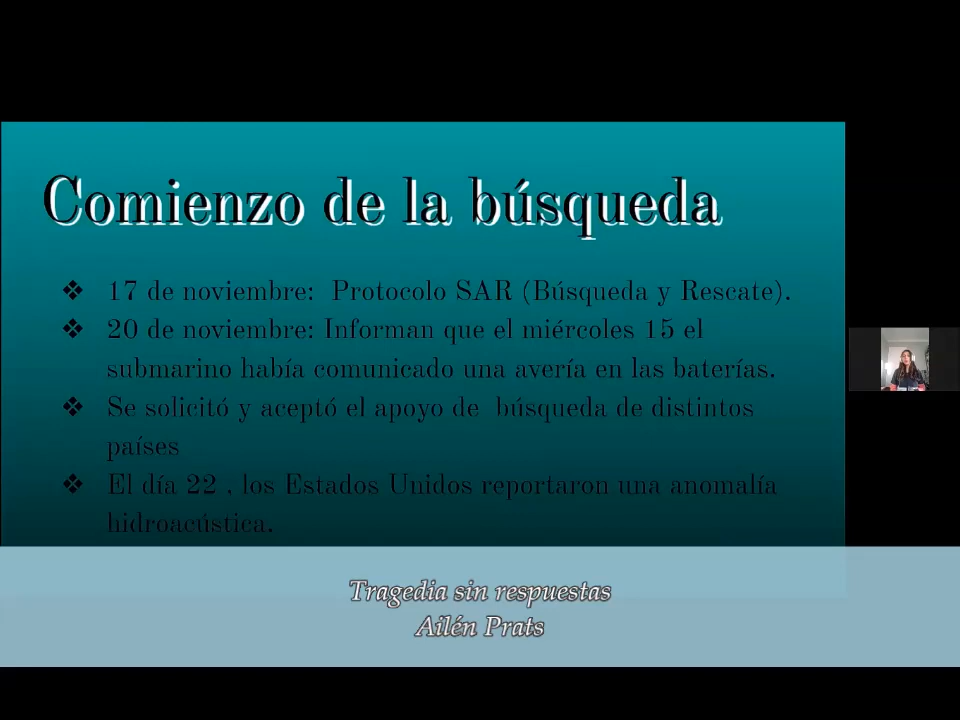 Comienzo de la búsqueda
❖ 17 de noviembre: Protocolo SAR (Búsqueda y Rescate).
❖ 20 de noviembre: Informan que el miércoles 15 el
submarino había comunicado una avería en las baterías.
❖ Se solicitó y aceptó el apoyo de búsqueda de distintos
países
❖ El día 22 , los Estados Unidos reportaron una anomalía
hidroacústica.
Tragedia sin respuestas
Ailén Prats